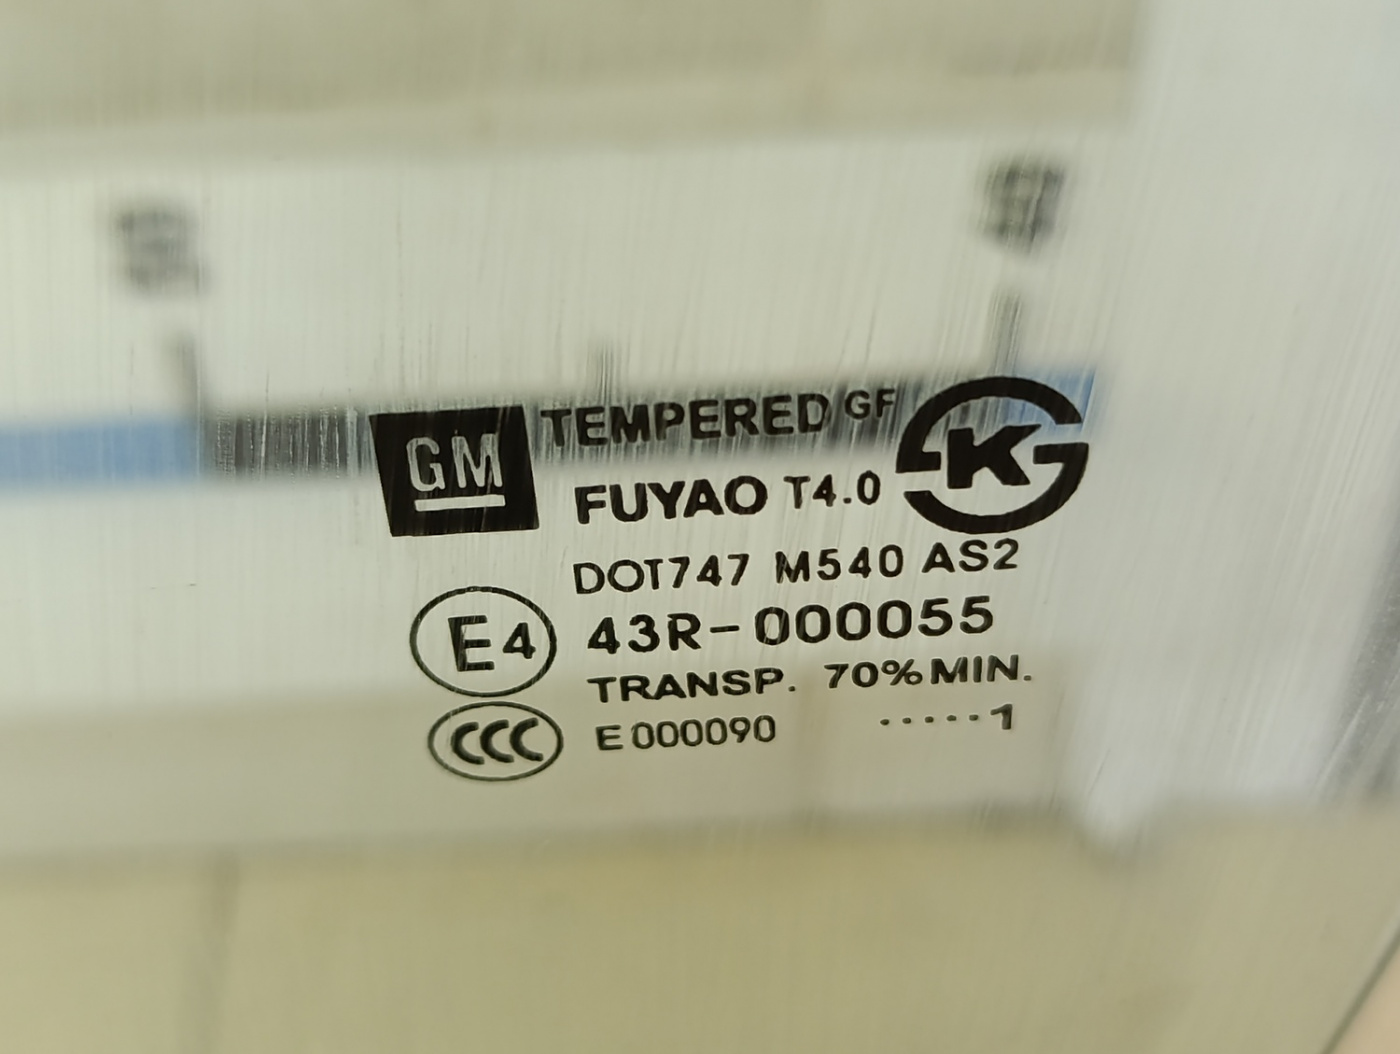 GM TEMPERED GF
FUYAO T4.0 K
DOT747 M540 AS2
E4 43R-000055
TRANSP. 70% MIN.
CCC E000090 .....1